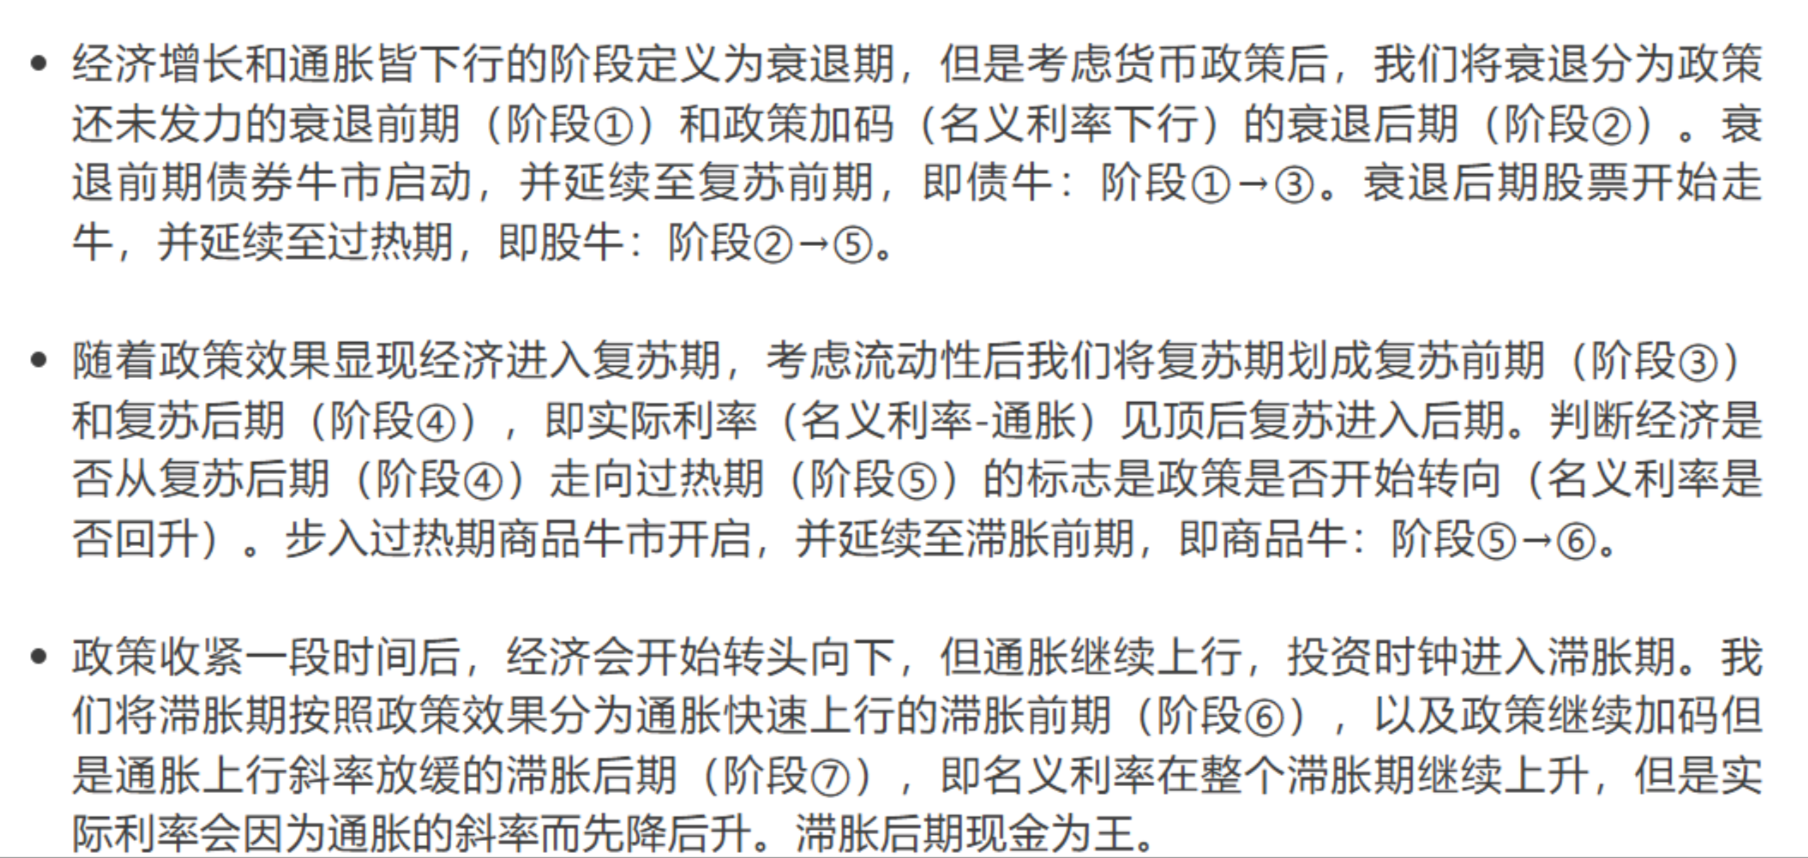 • 经济增长和通胀皆下行的阶段定义为衰退期，但是考虑货币政策后，我们将衰退分为政策
还未发力的衰退前期（阶段①）和政策加码（名义利率下行）的衰退后期（阶段②）。衰
退前期债券牛市启动，并延续至复苏前期，即债牛：阶段①→③。衰退后期股票开始走
牛，并延续至过热期，即股牛：阶段②→⑤。
• 随着政策效果显现经济进入复苏期，考虑流动性后我们将复苏期划成复苏前期（阶段③）
和复苏后期（阶段④），即实际利率（名义利率-通胀）见顶后复苏进入后期。判断经济是
否从复苏后期（阶段④）走向过热期（阶段⑤）的标志是政策是否开始转向（名义利率是
否回升）。步入过热期商品牛市开启，并延续至滞胀前期，即商品牛：阶段⑤→⑥。
• 政策收紧一段时间后，经济会开始转头向下，但通胀继续上行，投资时钟进入滞胀期。我
们将滞胀期按照政策效果分为通胀快速上行的滞胀前期（阶段⑥），以及政策继续加码但
是通胀上行斜率放缓的滞胀后期（阶段⑦），即名义利率在整个滞胀期继续上升，但是实
际利率会因为通胀的斜率而先降后升。滞胀后期现金为王。